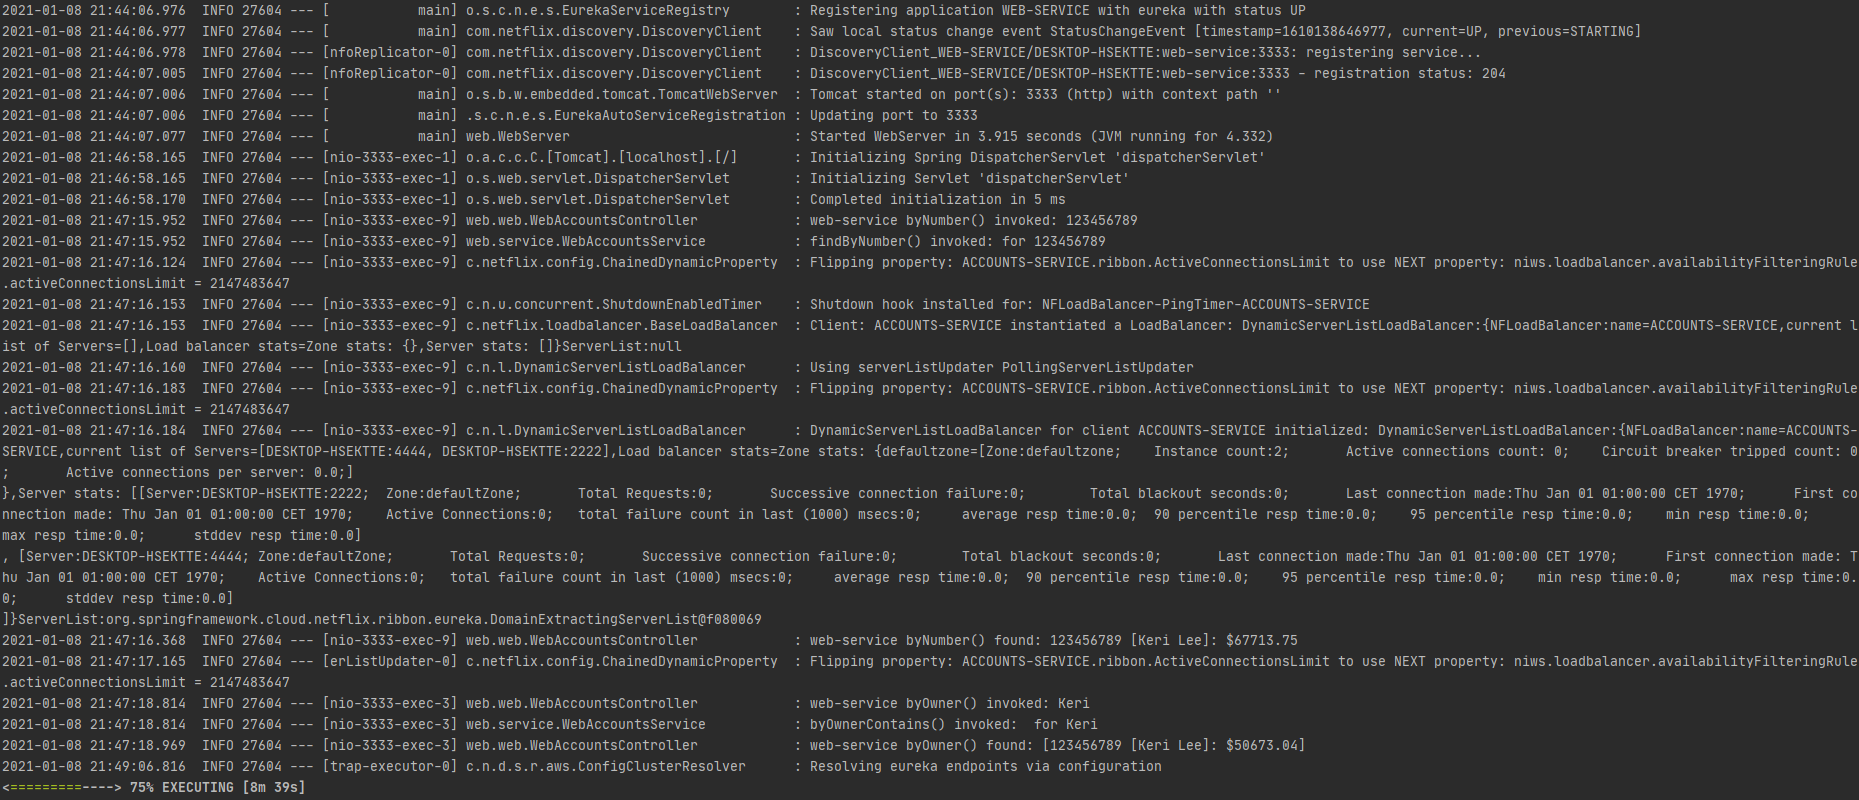 2021-01-08 21:44:06.976  INFO 27604 --- [           main] o.s.c.n.e.s.EurekaServiceRegistry        : Registering application WEB-SERVICE with eureka with status UP
2021-01-08 21:44:06.977  INFO 27604 --- [           main] com.netflix.discovery.DiscoveryClient    : Saw local status change event StatusChangeEvent [timestamp=1610138646977, current=UP, previous=STARTING]
2021-01-08 21:44:06.978  INFO 27604 --- [nfoReplicator-0] com.netflix.discovery.DiscoveryClient    : DiscoveryClient_WEB-SERVICE/DESKTOP-HSEKTTE:web-service:3333: registering service...
2021-01-08 21:44:07.005  INFO 27604 --- [nfoReplicator-0] com.netflix.discovery.DiscoveryClient    : DiscoveryClient_WEB-SERVICE/DESKTOP-HSEKTTE:web-service:3333 - registration status: 204
2021-01-08 21:44:07.006  INFO 27604 --- [           main] o.s.b.w.embedded.tomcat.TomcatWebServer  : Tomcat started on port(s): 3333 (http) with context path ''
2021-01-08 21:44:07.006  INFO 27604 --- [           main] .s.c.n.e.s.EurekaAutoServiceRegistration : Updating port to 3333
2021-01-08 21:44:07.077  INFO 27604 --- [           main] web.WebServer                            : Started WebServer in 3.915 seconds (JVM running for 4.332)
2021-01-08 21:46:58.165  INFO 27604 --- [nio-3333-exec-1] o.a.c.c.C.[Tomcat].[localhost].[/]       : Initializing Spring DispatcherServlet 'dispatcherServlet'
2021-01-08 21:46:58.165  INFO 27604 --- [nio-3333-exec-1] o.s.web.servlet.DispatcherServlet        : Initializing Servlet 'dispatcherServlet'
2021-01-08 21:46:58.170  INFO 27604 --- [nio-3333-exec-1] o.s.web.servlet.DispatcherServlet        : Completed initialization in 5 ms
2021-01-08 21:47:15.952  INFO 27604 --- [nio-3333-exec-9] web.web.WebAccountsController            : web-service byNumber() invoked: 123456789
2021-01-08 21:47:15.952  INFO 27604 --- [nio-3333-exec-9] web.service.WebAccountsService           : findByNumber() invoked: for 123456789
2021-01-08 21:47:16.124  INFO 27604 --- [nio-3333-exec-9] c.netflix.config.ChainedDynamicProperty  : Flipping property: ACCOUNTS-SERVICE.ribbon.ActiveConnectionsLimit to use NEXT property: niws.loadbalancer.availabilityFilteringRule
.activeConnectionsLimit = 2147483647
2021-01-08 21:47:16.153  INFO 27604 --- [nio-3333-exec-9] c.n.u.concurrent.ShutdownEnabledTimer    : Shutdown hook installed for: NFLoadBalancer-PingTimer-ACCOUNTS-SERVICE
2021-01-08 21:47:16.153  INFO 27604 --- [nio-3333-exec-9] c.netflix.loadbalancer.BaseLoadBalancer  : Client: ACCOUNTS-SERVICE instantiated a LoadBalancer: DynamicServerListLoadBalancer:{NFLoadBalancer:name=ACCOUNTS-SERVICE,current l
ist of Servers=[],Load balancer stats=Zone stats: {},Server stats: []}ServerList:null
2021-01-08 21:47:16.160  INFO 27604 --- [nio-3333-exec-9] c.n.l.DynamicServerListLoadBalancer      : Using serverListUpdater PollingServerListUpdater
2021-01-08 21:47:16.183  INFO 27604 --- [nio-3333-exec-9] c.netflix.config.ChainedDynamicProperty  : Flipping property: ACCOUNTS-SERVICE.ribbon.ActiveConnectionsLimit to use NEXT property: niws.loadbalancer.availabilityFilteringRule
.activeConnectionsLimit = 2147483647
2021-01-08 21:47:16.184  INFO 27604 --- [nio-3333-exec-9] c.n.l.DynamicServerListLoadBalancer      : DynamicServerListLoadBalancer for client ACCOUNTS-SERVICE initialized: DynamicServerListLoadBalancer:{NFLoadBalancer:name=ACCOUNTS-
SERVICE,current list of Servers=[DESKTOP-HSEKTTE:4444, DESKTOP-HSEKTTE:2222],Load balancer stats=Zone stats: {defaultzone=[Zone:defaultzone;    Instance count:2;       Active connections count: 0;    Circuit breaker tripped count: 0
;       Active connections per server: 0.0;]
},Server stats: [[Server:DESKTOP-HSEKTTE:2222;  Zone:defaultZone;       Total Requests:0;       Successive connection failure:0;        Total blackout seconds:0;       Last connection made:Thu Jan 01 01:00:00 CET 1970;      First co
nnection made: Thu Jan 01 01:00:00 CET 1970;    Active Connections:0;   total failure count in last (1000) msecs:0;     average resp time:0.0;  90 percentile resp time:0.0;    95 percentile resp time:0.0;    min resp time:0.0;
max resp time:0.0;      stddev resp time:0.0]
, [Server:DESKTOP-HSEKTTE:4444; Zone:defaultZone;       Total Requests:0;       Successive connection failure:0;        Total blackout seconds:0;       Last connection made:Thu Jan 01 01:00:00 CET 1970;      First connection made: T
hu Jan 01 01:00:00 CET 1970;    Active Connections:0;   total failure count in last (1000) msecs:0;     average resp time:0.0;  90 percentile resp time:0.0;    95 percentile resp time:0.0;    min resp time:0.0;      max resp time:0.
0;      stddev resp time:0.0]
]}ServerList:org.springframework.cloud.netflix.ribbon.eureka.DomainExtractingServerList@f080069
2021-01-08 21:47:16.368  INFO 27604 --- [nio-3333-exec-9] web.web.WebAccountsController            : web-service byNumber() found: 123456789 [Keri Lee]: $67713.75
2021-01-08 21:47:17.165  INFO 27604 --- [erListUpdater-0] c.netflix.config.ChainedDynamicProperty  : Flipping property: ACCOUNTS-SERVICE.ribbon.ActiveConnectionsLimit to use NEXT property: niws.loadbalancer.availabilityFilteringRule
.activeConnectionsLimit = 2147483647
2021-01-08 21:47:18.814  INFO 27604 --- [nio-3333-exec-3] web.web.WebAccountsController            : web-service byOwner() invoked: Keri
2021-01-08 21:47:18.814  INFO 27604 --- [nio-3333-exec-3] web.service.WebAccountsService           : byOwnerContains() invoked:  for Keri
2021-01-08 21:47:18.969  INFO 27604 --- [nio-3333-exec-3] web.web.WebAccountsController            : web-service byOwner() found: [123456789 [Keri Lee]: $50673.04]
2021-01-08 21:49:06.816  INFO 27604 --- [trap-executor-0] c.n.d.s.r.aws.ConfigClusterResolver      : Resolving eureka endpoints via configuration
<=========----> 75% EXECUTING [8m 39s]